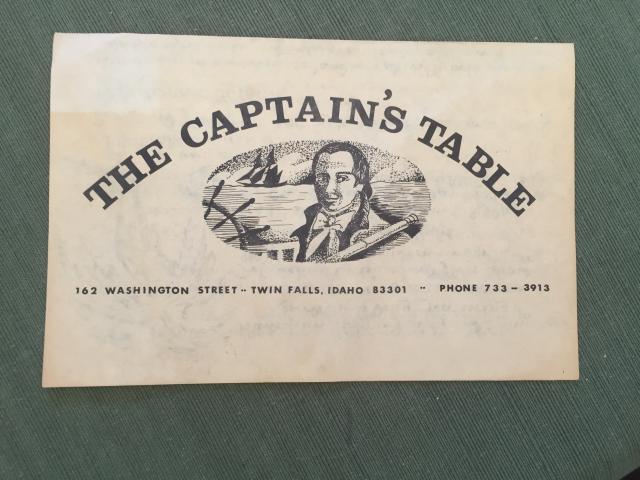 THE CAPTAIN'S TABLE
162 WASHINGTON STREET •• TWIN FALLS, IDAHO 83301 •• PHONE 733 – 3913